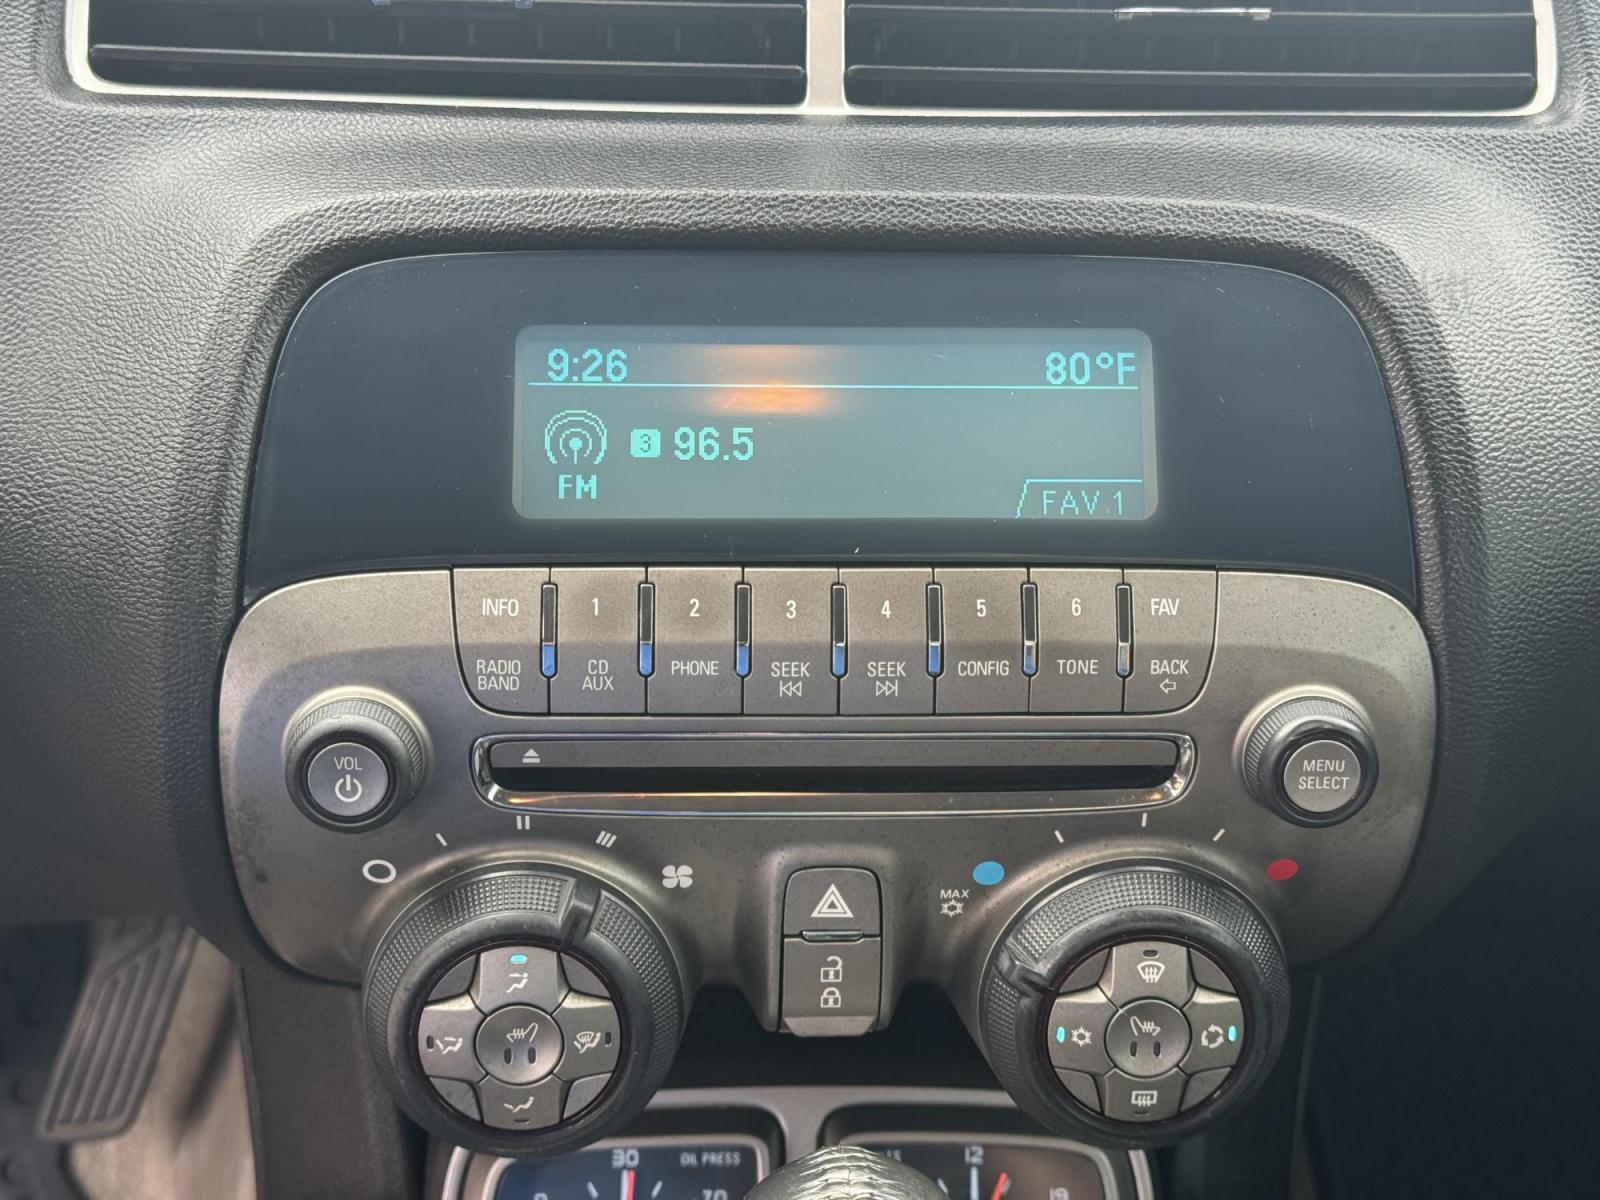 9:26 80°F
3 96.5
FM
FAV.1
INFO 1 2 3 4 5 6 FAV
RADIO BAND
CD AUX
PHONE
SEEK
SEEK
CONFIG
TONE
BACK
VOL
MENU
SELECT
MAX
30 OIL PRESS
12